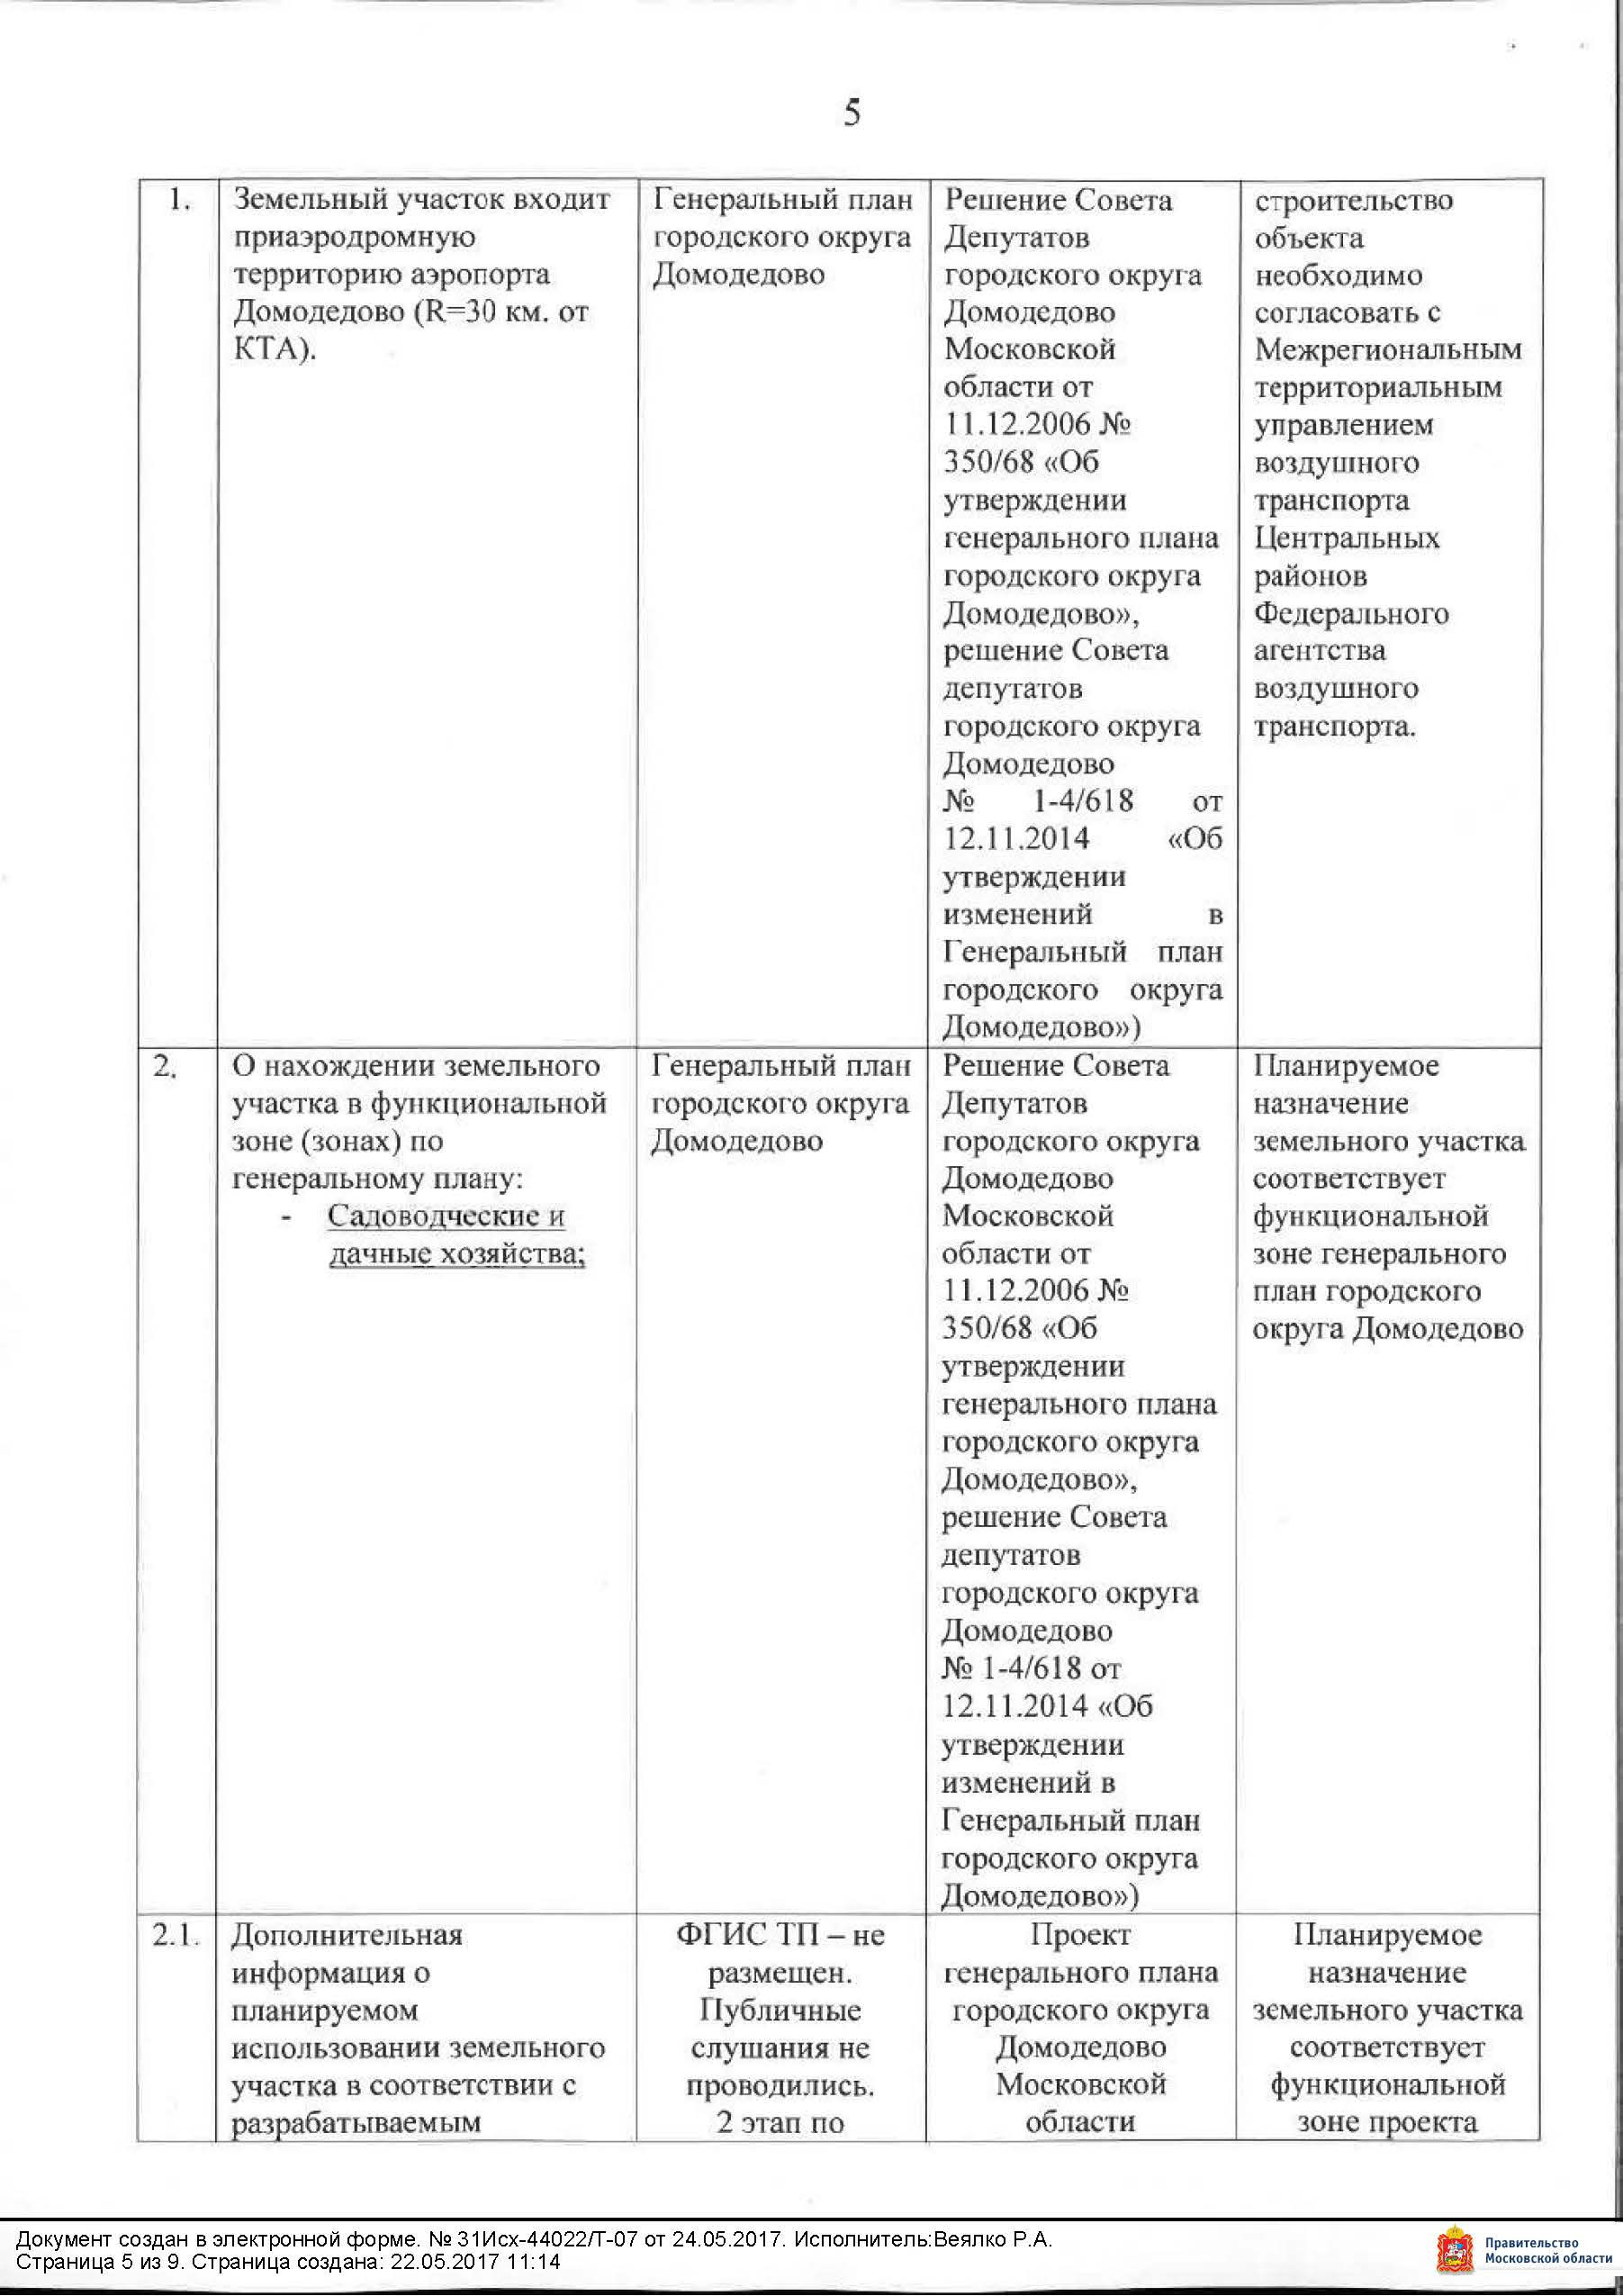 5
1.
Земельный участок входит
приаэродромную
территорию аэропорта
Домодедово (R=30 км. от
КТА).
Генеральный план
городского округа
Домодедово
Решение Совета
Депутатов
городского округа
Домодедово
Московской
области от
11.12.2006 №
350/68 «Об
утверждении
генерального плана
городского округа
Домодедово»,
решение Совета
депутатов
городского округа
Домодедово
№ 1-4/618 от
12.11.2014 «Об
утверждении
изменений в
Генеральный план
городского округа
Домодедово»)
строительство
объекта
необходимо
согласовать с
Межрегиональным
территориальным
управлением
воздушного
транспорта
Центральных
районов
Федерального
агентства
воздушного
транспорта.
2.
О нахождении земельного
участка в функциональной
зоне (зонах) по
генеральному плану:
- Садоводческие и
дачные хозяйства;
Генеральный план
городского округа
Домодедово
Решение Совета
Депутатов
городского округа
Домодедово
Московской
области от
11.12.2006 №
350/68 «Об
утверждении
генерального плана
городского округа
Домодедово»,
решение Совета
депутатов
городского округа
Домодедово
№ 1-4/618 от
12.11.2014 «Об
утверждении
изменений в
Генеральный план
городского округа
Домодедово»)
Планируемое
назначение
земельного участка
соответствует
функциональной
зоне генерального
план городского
округа Домодедово
2.1.
Дополнительная
информация о
планируемом
использовании земельного
участка в соответствии с
разрабатываемым
ФГИС ТП – не
размещен.
Публичные
слушания не
проводились.
2 этап по
Проект
генерального плана
городского округа
Домодедово
Московской
области
Планируемое
назначение
земельного участка
соответствует
функциональной
зоне проекта
Документ создан в электронной форме. № 31Исх-44022/Т-07 от 24.05.2017. Исполнитель:Веялко Р.А.
Страница 5 из 9. Страница создана: 22.05.2017 11:14
Правительство
Московской области